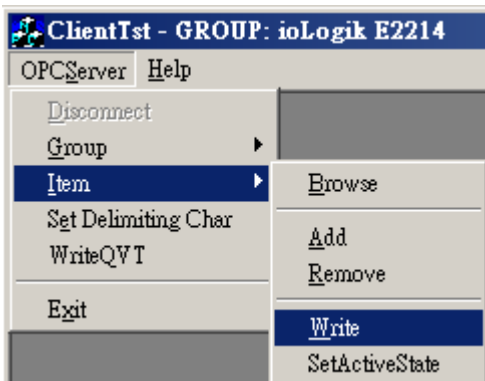 ClientTst - GROUP: ioLogik E2214
OPCServer Help
Disconnect
Group
Item
Set Delimiting Char
WriteQVT
Exit
Browse
Add
Remove
Write
SetActiveState